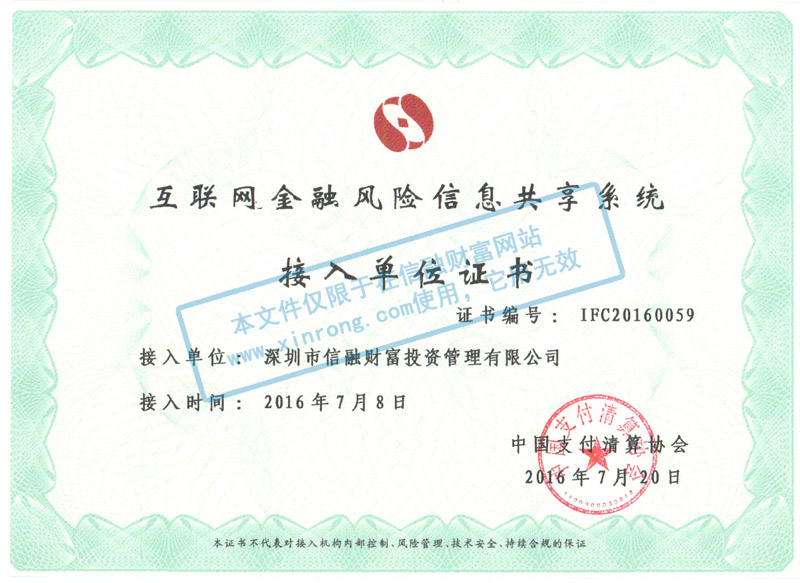 互联网金融风险信息共享系统
接入单位证书
本文件仅限于在信融财富网站
www.xinrong.com使用，它用无效
证书编号： IFC20160059
接入单位： 深圳市信融财富投资管理有限公司
接入时间： 2016年7月8日
中国支付清算协会
中国支付清算协会
2016年7月20日
本证书不代表对接入机构内部控制、风险管理、技术安全、持续合规的保证